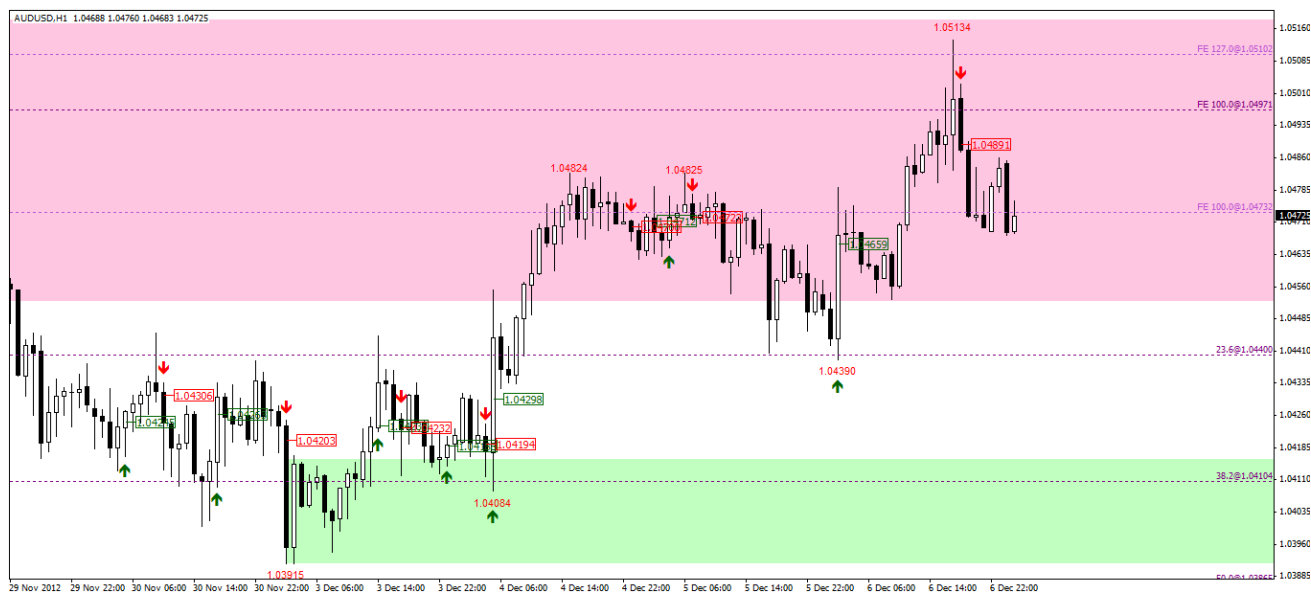 AUDUSD,H1 1.04688 1.04760 1.04683 1.04725
1.05134
1.05160
FE 127.0@1.05102
1.05085
1.05010
FE 100.0@1.04971
1.04935
1.04891
1.04860
1.04824
1.04825
1.04785
FE 100.0@1.04732
1.04725
1.04710
1.04659
1.04635
1.04560
1.04485
1.04410
23.6@1.04400
1.04390
1.04335
1.04306
1.04298
1.04260
1.04203
1.04194
1.04185
38.2@1.04104
1.04110
1.04084
1.04035
1.03960
1.03915
1.03885
50.0@1.03865
29 Nov 2012
29 Nov 22:00
30 Nov 06:00
30 Nov 14:00
30 Nov 22:00
3 Dec 06:00
3 Dec 14:00
3 Dec 22:00
4 Dec 06:00
4 Dec 14:00
4 Dec 22:00
5 Dec 06:00
5 Dec 14:00
5 Dec 22:00
6 Dec 06:00
6 Dec 14:00
6 Dec 22:00